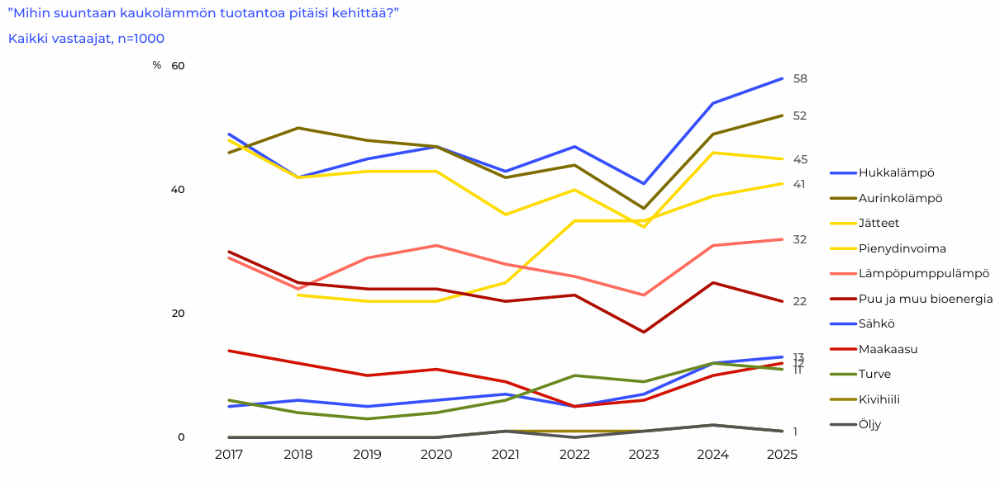 ”Mihin suuntaan kaukolämmön tuotantoa pitäisi kehittää?”
Kaikki vastaajat, n=1000
% 60
58
52
45
41
40
32
22
20
13
12
11
1
0
2017 2018 2019 2020 2021 2022 2023 2024 2025
Hukkalämpö
Aurinkolämpö
Jätteet
Pienydinvoima
Lämpöpumppulämpö
Puu ja muu bioenergia
Sähkö
Maakaasu
Turve
Kivihiili
Öljy